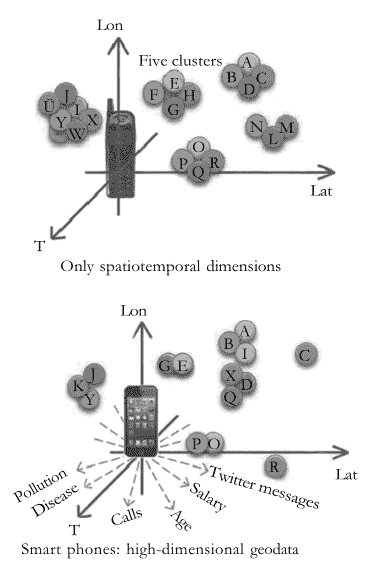 Lon
Five clusters
A
B C
D
E
F H
G
J
Ü I
Y X
W
N M
L
O
P R
Q
Lat
T
Only spatiotemporal dimensions
Lon
A
B
I
C
G E
J
K
Y
X D
Q
P O
R
Lat
Pollution
Disease
Calls
Age
Salary
Twitter messages
T
Smart phones: high-dimensional geodata